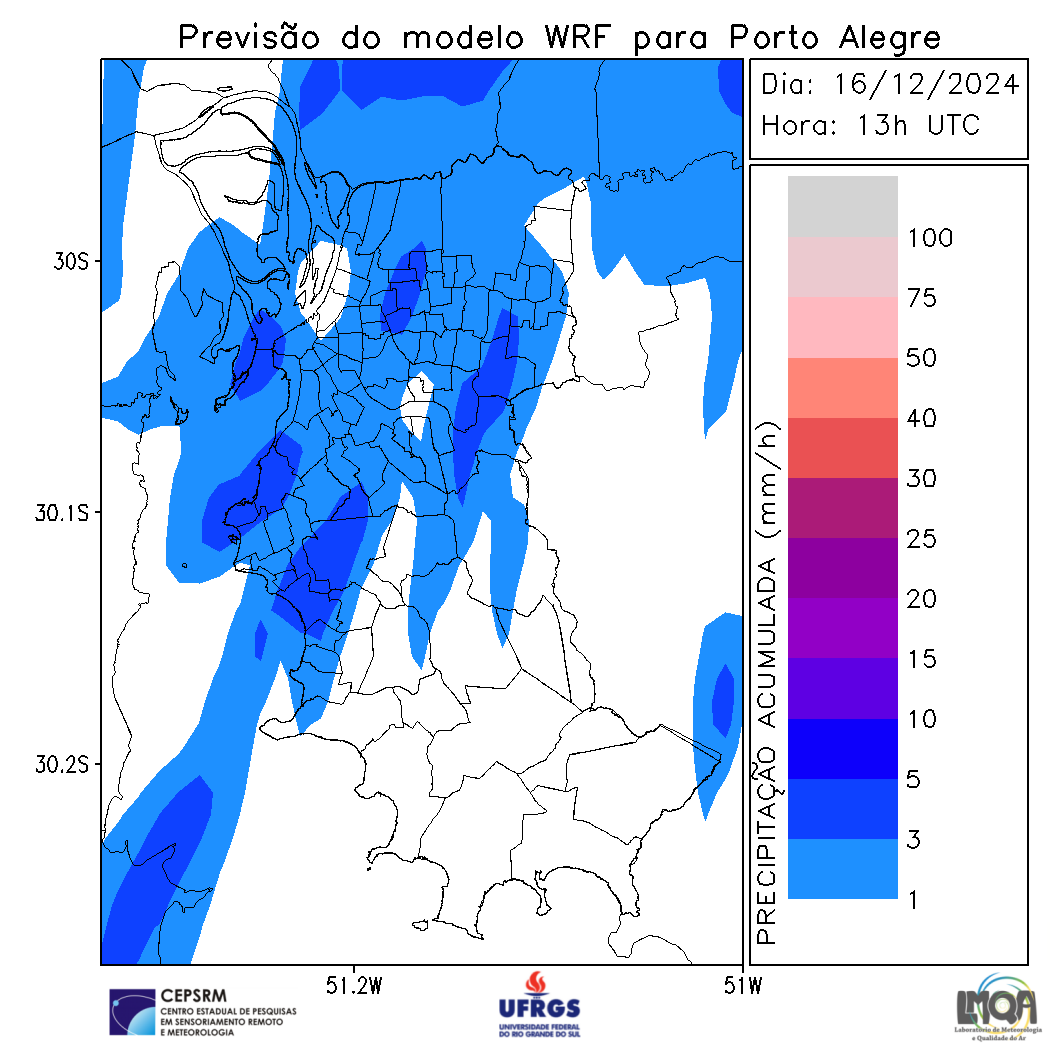 Previsão do modelo WRF para Porto Alegre
Dia: 16/12/2024
Hora: 13h UTC
30S
30.1S
30.2S
51.2W
51W
PRECIPITAÇÃO ACUMULADA (mm/h)
100
75
50
40
30
25
20
15
10
5
3
1
CEPSRM
CENTRO ESTADUAL DE PESQUISAS
EM SENSORIAMENTO REMOTO
E METEOROLOGIA
UFRGS
UNIVERSIDADE FEDERAL
DO RIO GRANDE DO SUL
LMQA
Laboratório de Meteorologia
e Qualidade do Ar